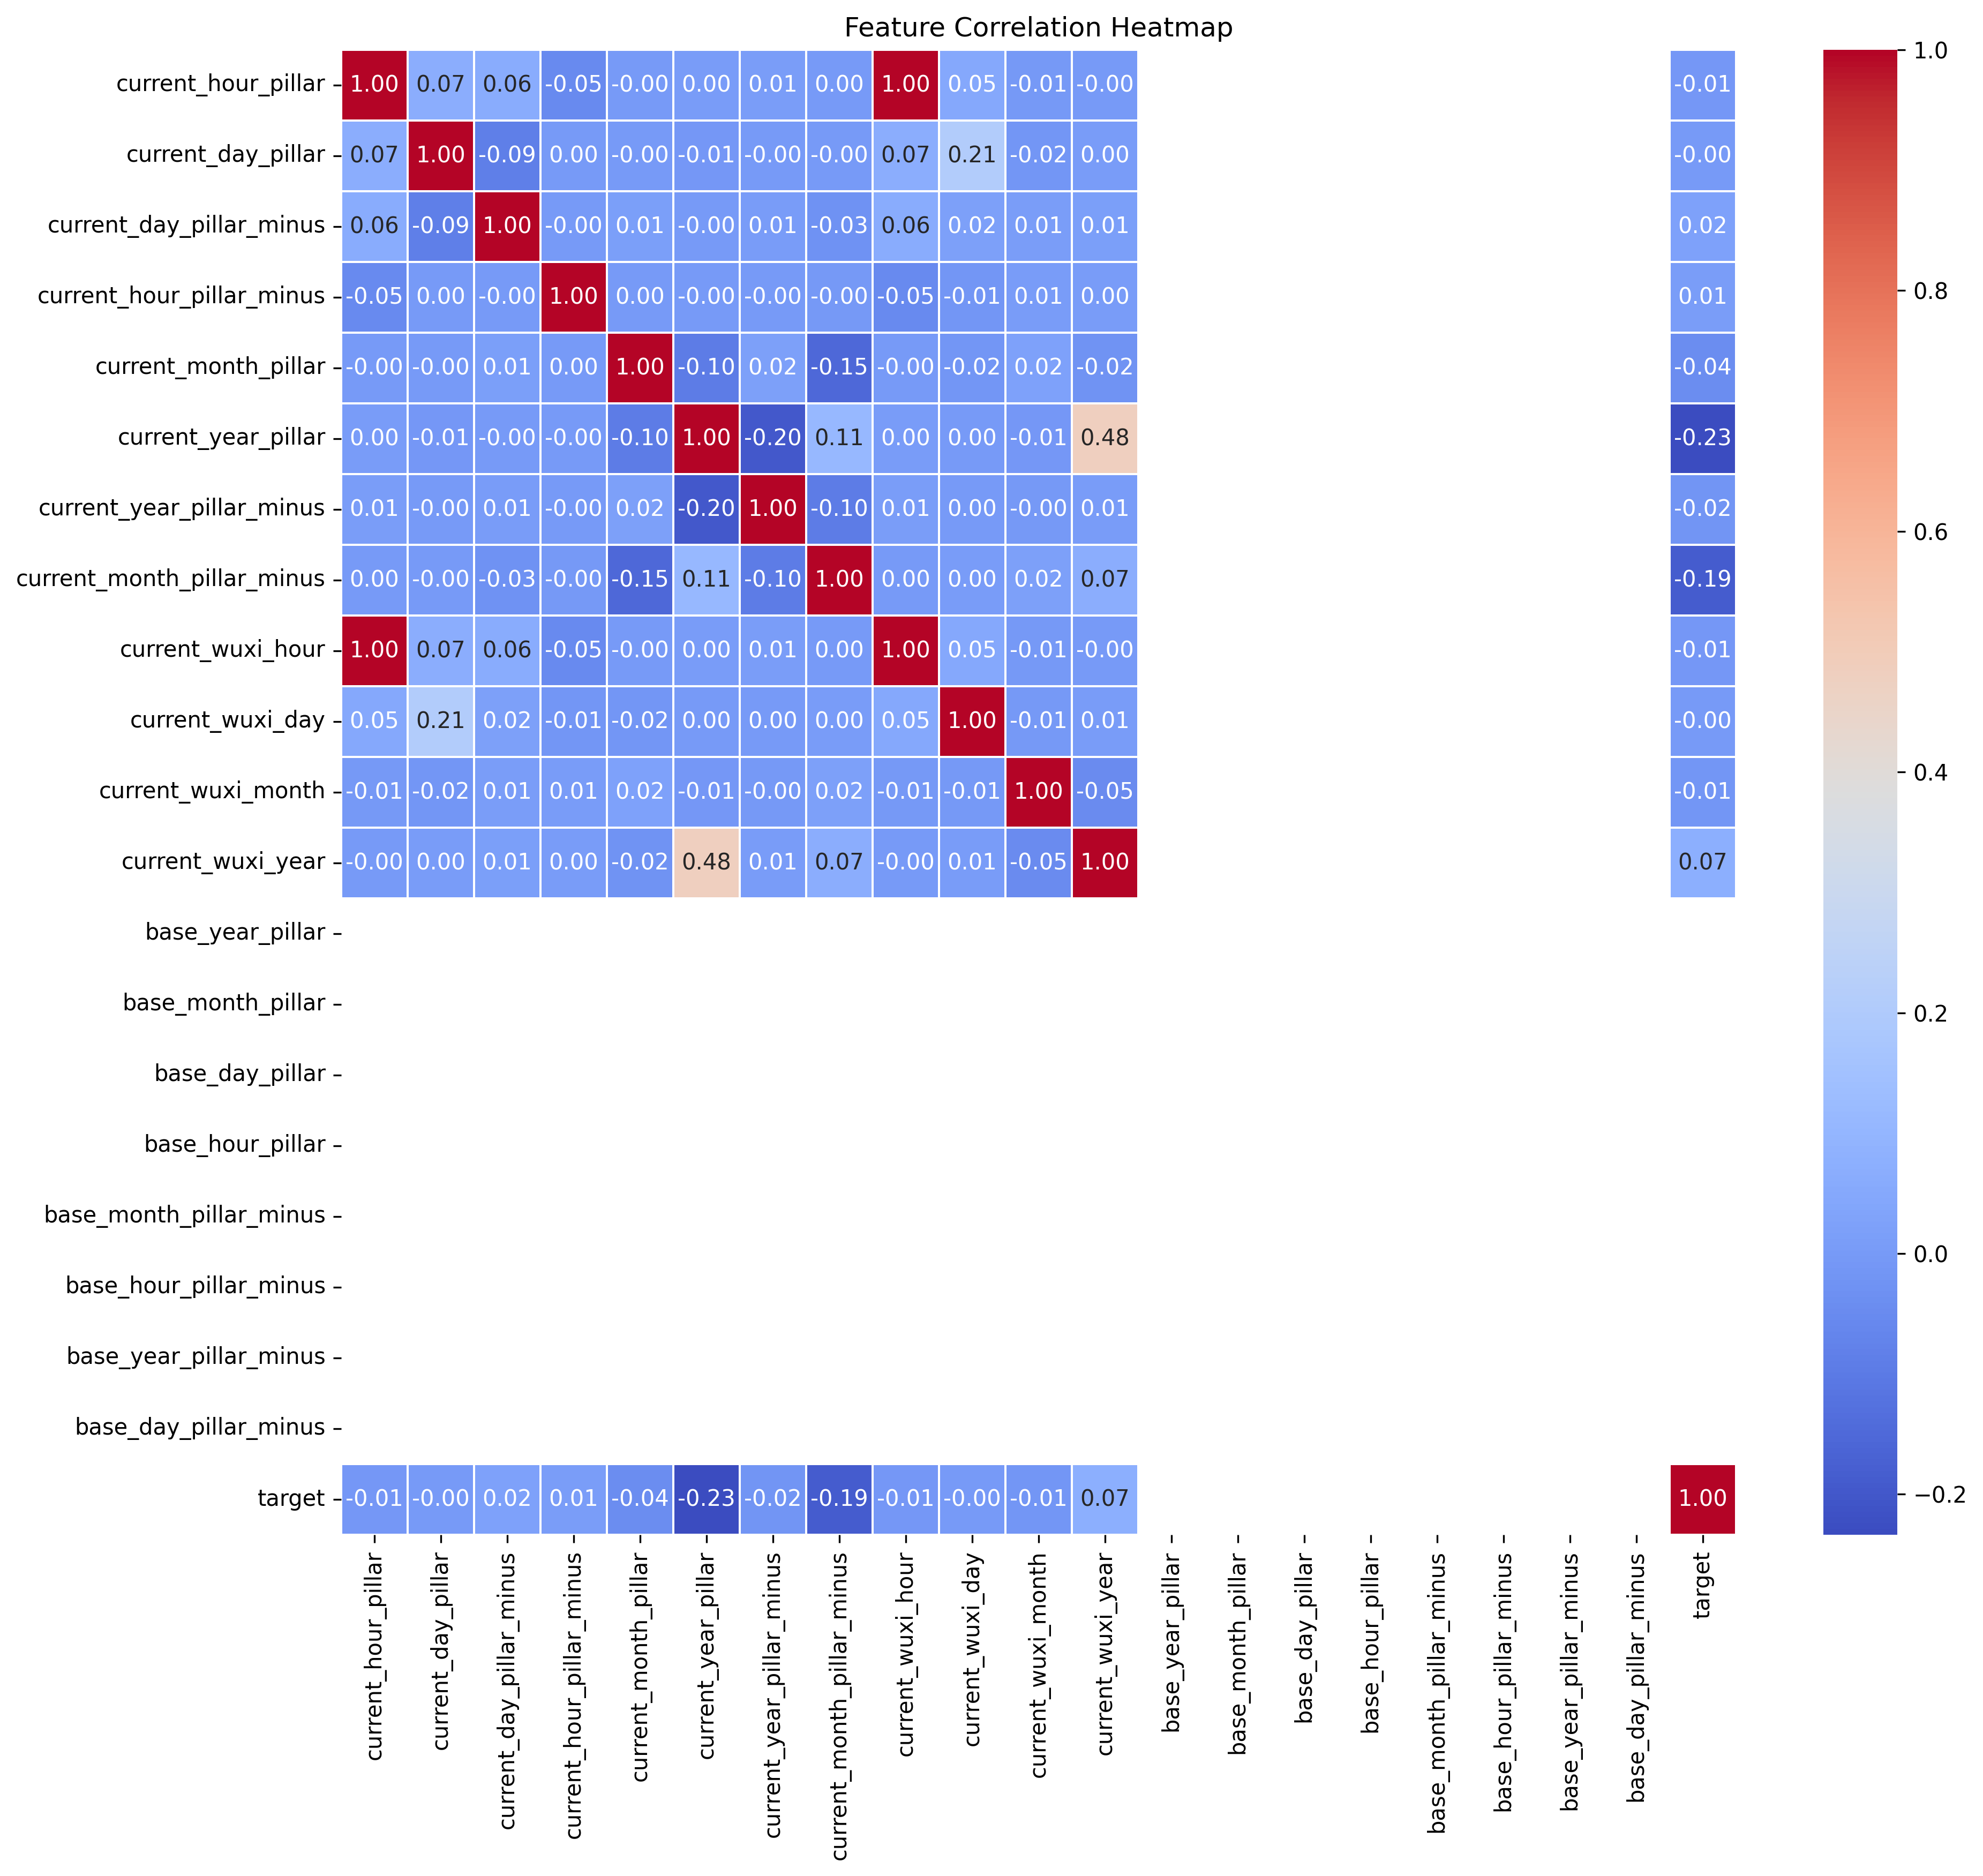 Feature Correlation Heatmap
current_hour_pillar 1.00 0.07 0.06 -0.05 -0.00 0.00 0.01 0.00 1.00 0.05 -0.01 -0.00 -0.01
current_day_pillar 0.07 1.00 -0.09 0.00 -0.00 -0.01 -0.00 -0.00 0.07 0.21 -0.02 0.00 -0.00
current_day_pillar_minus 0.06 -0.09 1.00 -0.00 0.01 -0.00 0.01 -0.03 0.06 0.02 0.01 0.01 0.02
current_hour_pillar_minus -0.05 0.00 -0.00 1.00 0.00 -0.00 -0.00 -0.00 -0.05 -0.01 0.01 0.00 0.01
current_month_pillar -0.00 -0.00 0.01 0.00 1.00 -0.10 0.02 -0.15 -0.00 -0.02 0.02 -0.02 -0.04
current_year_pillar 0.00 -0.01 -0.00 -0.00 -0.10 1.00 -0.20 0.11 0.00 0.00 -0.01 0.48 -0.23
current_year_pillar_minus 0.01 -0.00 0.01 -0.00 0.02 -0.20 1.00 -0.10 0.01 0.00 -0.00 0.01 -0.02
current_month_pillar_minus 0.00 -0.00 -0.03 -0.00 -0.15 0.11 -0.10 1.00 0.00 0.00 0.02 0.07 -0.19
current_wuxi_hour 1.00 0.07 0.06 -0.05 -0.00 0.00 0.01 0.00 1.00 0.05 -0.01 -0.00 -0.01
current_wuxi_day 0.05 0.21 0.02 -0.01 -0.02 0.00 0.00 0.00 0.05 1.00 -0.01 0.01 -0.00
current_wuxi_month -0.01 -0.02 0.01 0.01 0.02 -0.01 -0.00 0.02 -0.01 -0.01 1.00 -0.05 -0.01
current_wuxi_year -0.00 0.00 0.01 0.00 -0.02 0.48 0.01 0.07 -0.00 0.01 -0.05 1.00 0.07
base_year_pillar
base_month_pillar
base_day_pillar
base_hour_pillar
base_month_pillar_minus
base_hour_pillar_minus
base_year_pillar_minus
base_day_pillar_minus
target -0.01 -0.00 0.02 0.01 -0.04 -0.23 -0.02 -0.19 -0.01 -0.00 -0.01 0.07 1.00
current_hour_pillar
current_day_pillar
current_day_pillar_minus
current_hour_pillar_minus
current_month_pillar
current_year_pillar
current_year_pillar_minus
current_month_pillar_minus
current_wuxi_hour
current_wuxi_day
current_wuxi_month
current_wuxi_year
base_year_pillar
base_month_pillar
base_day_pillar
base_hour_pillar
base_month_pillar_minus
base_hour_pillar_minus
base_year_pillar_minus
base_day_pillar_minus
target
1.0
0.8
0.6
0.4
0.2
0.0
−0.2